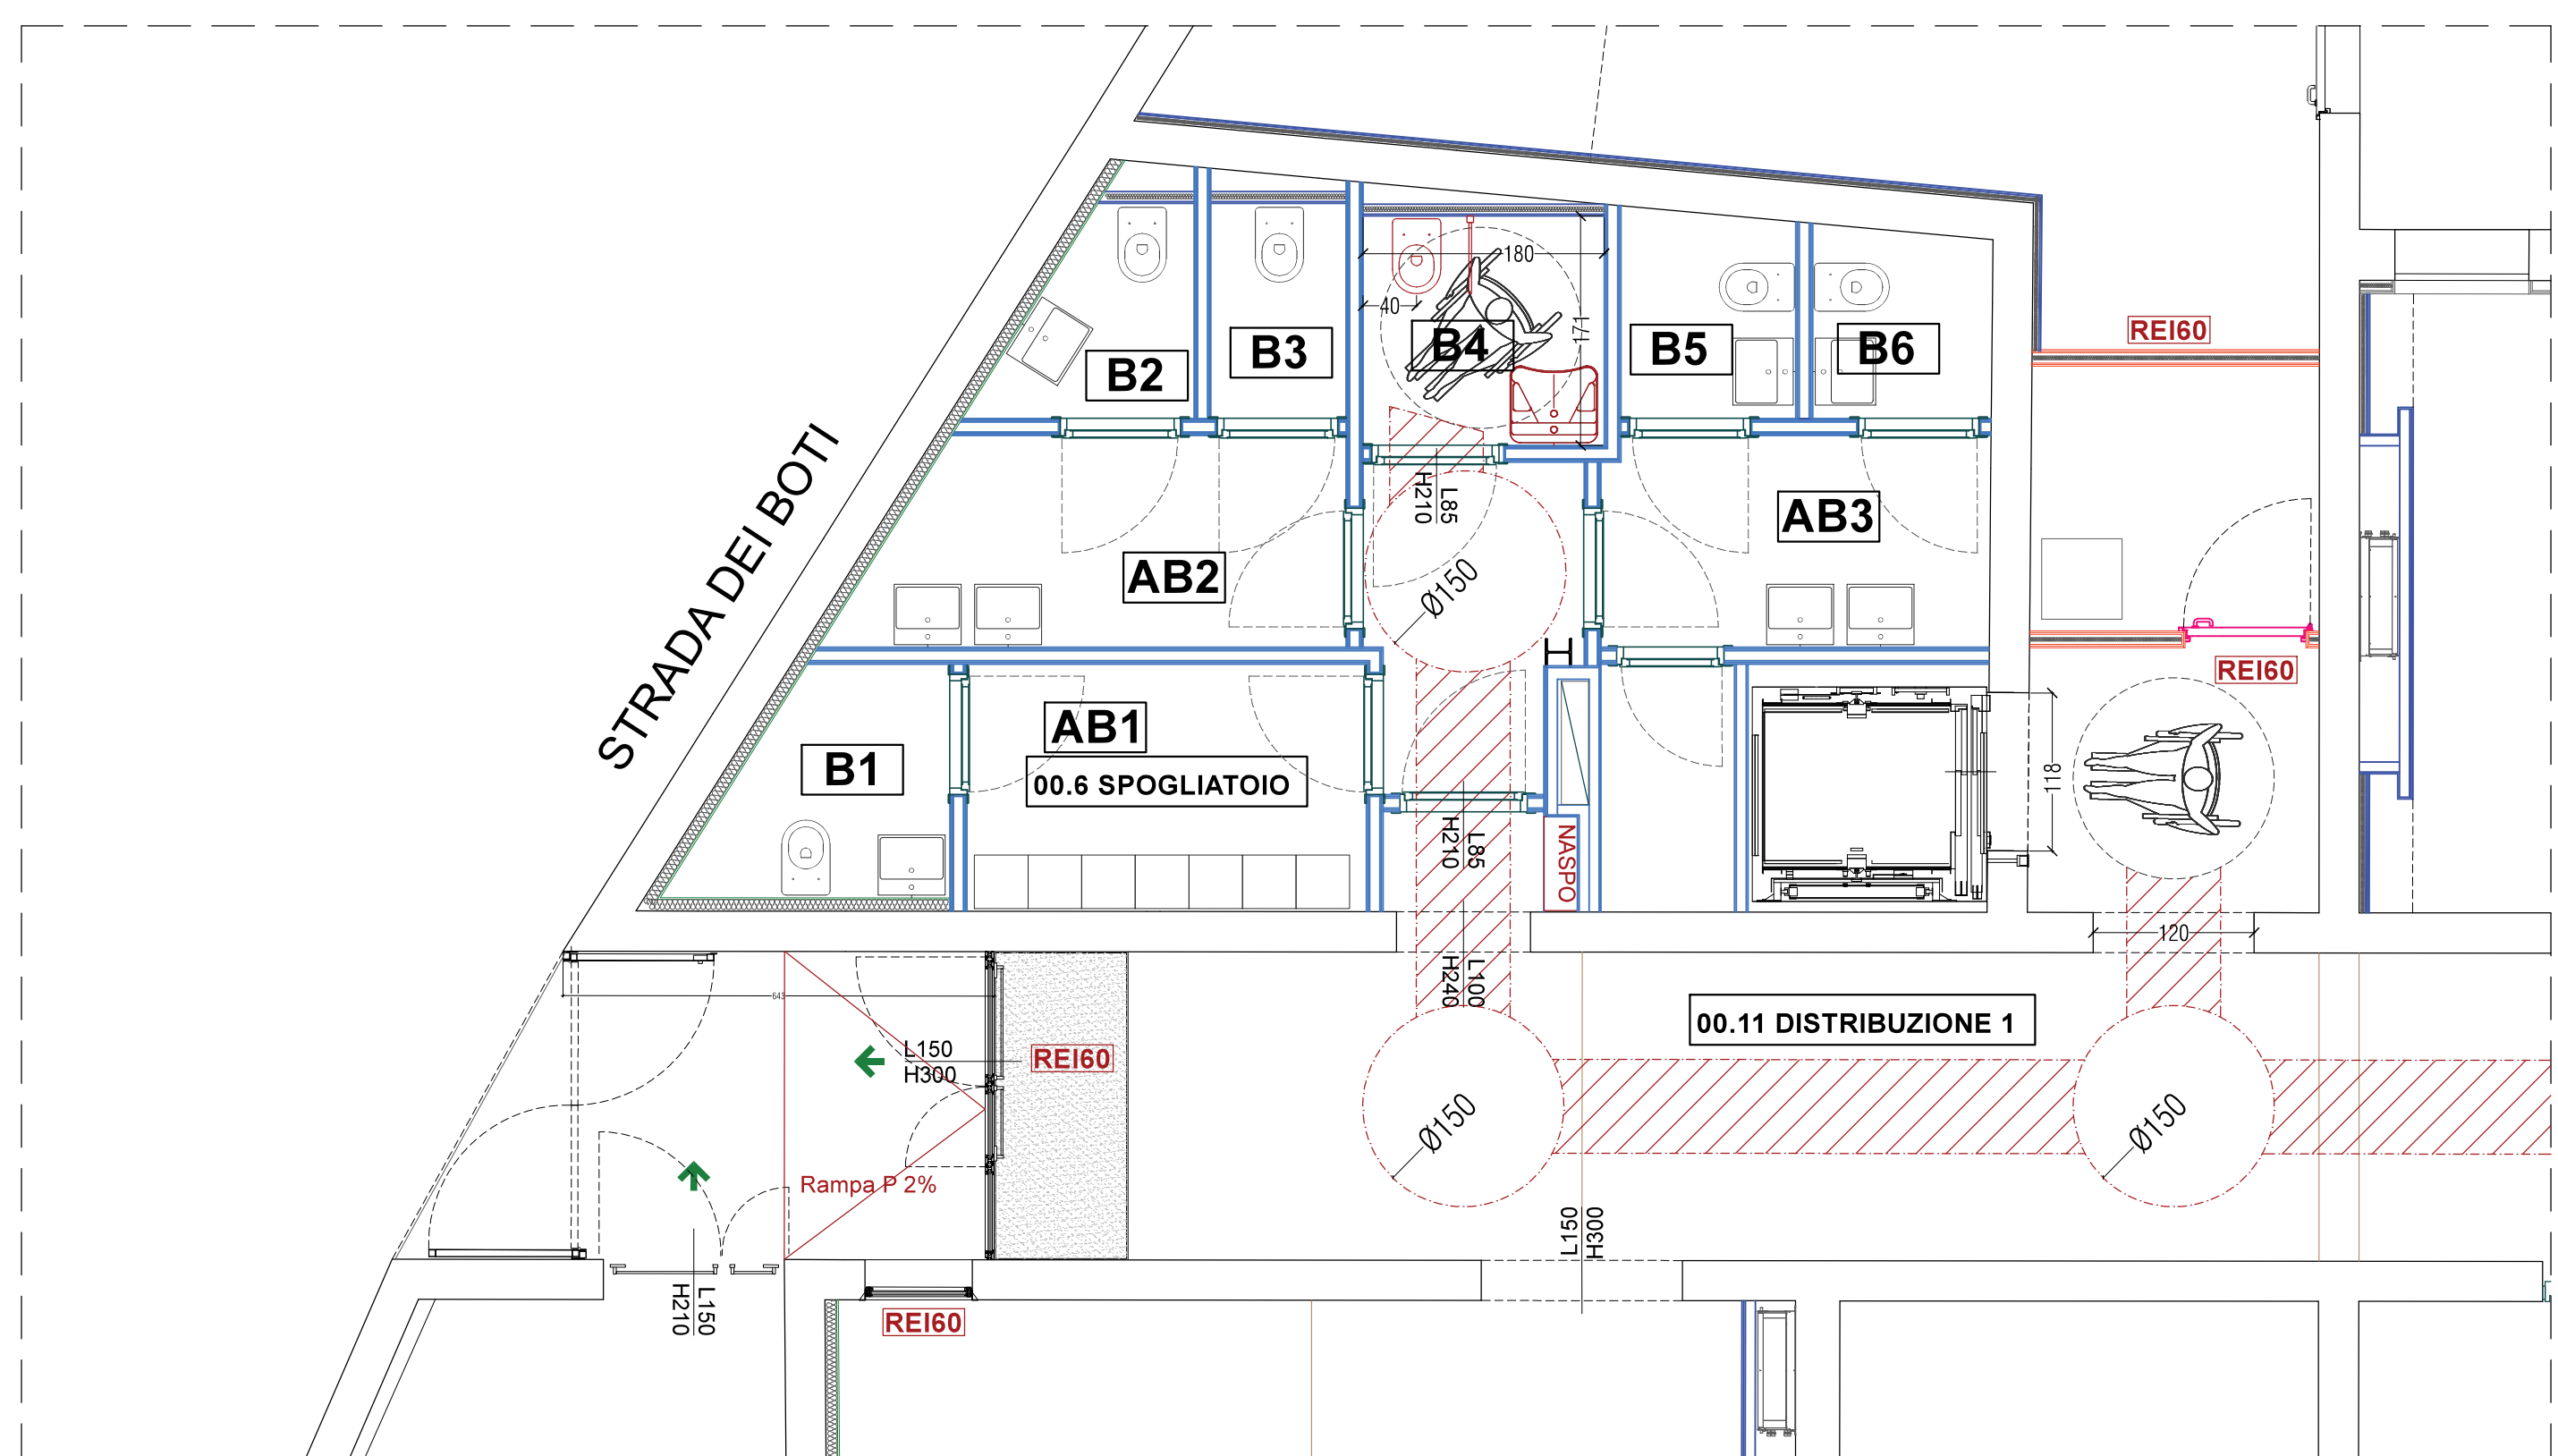 180
40
171
B4
B3
B2
B5
B6
REI60
STRADA DEI BOTI
L85
H210
AB3
AB2
Ø150
REI60
AB1
B1
00.6 SPOGLIATOIO
118
L85
H210
NASPO
120
L100
H240
643
00.11 DISTRIBUZIONE 1
L150
H300
REI60
Ø150
Ø150
Rampa P 2%
L150
H300
L150
H210
REI60